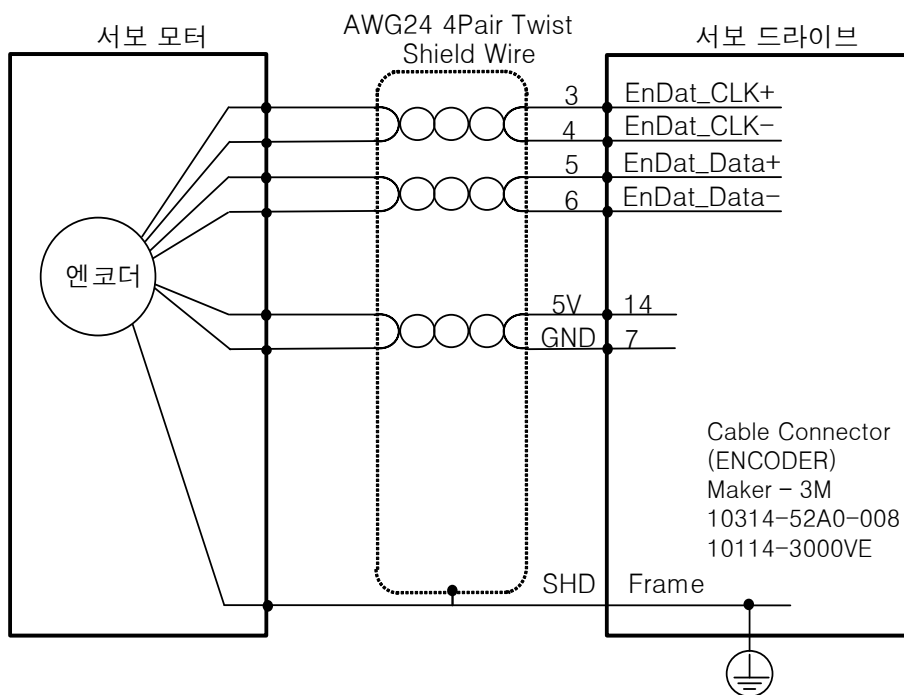 서보 모터
AWG24 4Pair Twist
Shield Wire
서보 드라이브
3 EnDat_CLK+
4 EnDat_CLK-
5 EnDat_Data+
6 EnDat_Data-
엔코더
5V 14
GND 7
Cable Connector
(ENCODER)
Maker - 3M
10314-52A0-008
10114-3000VE
SHD Frame